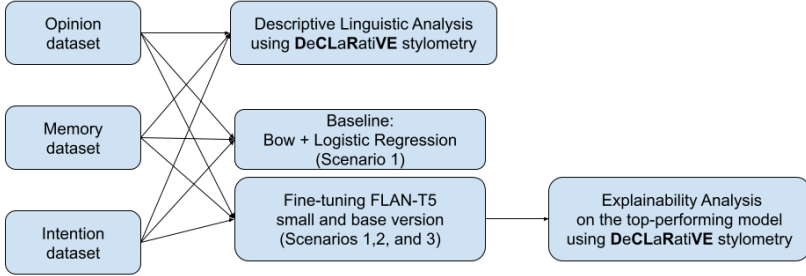 Opinion
dataset
Descriptive Linguistic Analysis
using DeCLaRatiVE stylometry
Memory
dataset
Baseline:
Bow + Logistic Regression
(Scenario 1)
Intention
dataset
Fine-tuning FLAN-T5
small and base version
(Scenarios 1,2, and 3)
Explainability Analysis
on the top-performing model
using DeCLaRatiVE stylometry